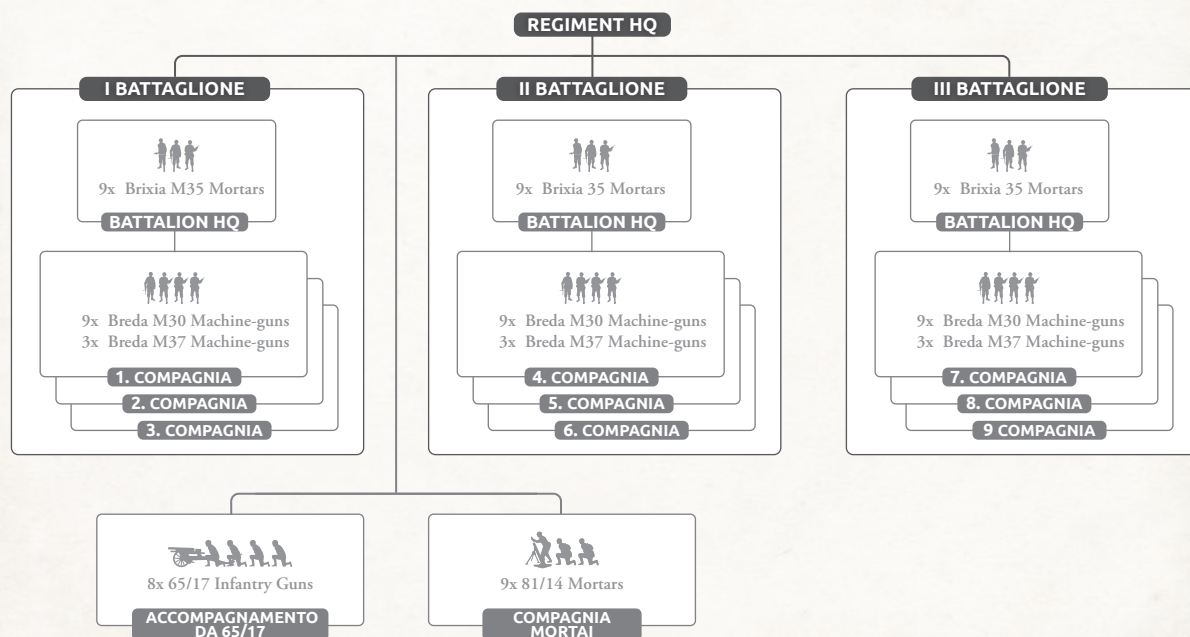 REGIMENT HQ
I BATTAGLIONE
9x Brixia M35 Mortars
BATTALION HQ
9x Breda M30 Machine-guns
3x Breda M37 Machine-guns
1. COMPAGNIA
2. COMPAGNIA
3. COMPAGNIA
II BATTAGLIONE
9x Brixia 35 Mortars
BATTALION HQ
9x Breda M30 Machine-guns
3x Breda M37 Machine-guns
4. COMPAGNIA
5. COMPAGNIA
6. COMPAGNIA
III BATTAGLIONE
9x Brixia 35 Mortars
BATTALION HQ
9x Breda M30 Machine-guns
3x Breda M37 Machine-guns
7. COMPAGNIA
8. COMPAGNIA
9 COMPAGNIA
8x 65/17 Infantry Guns
ACCOMPAGNAMENTO
DA 65/17
9x 81/14 Mortars
COMPAGNIA
MORTAI